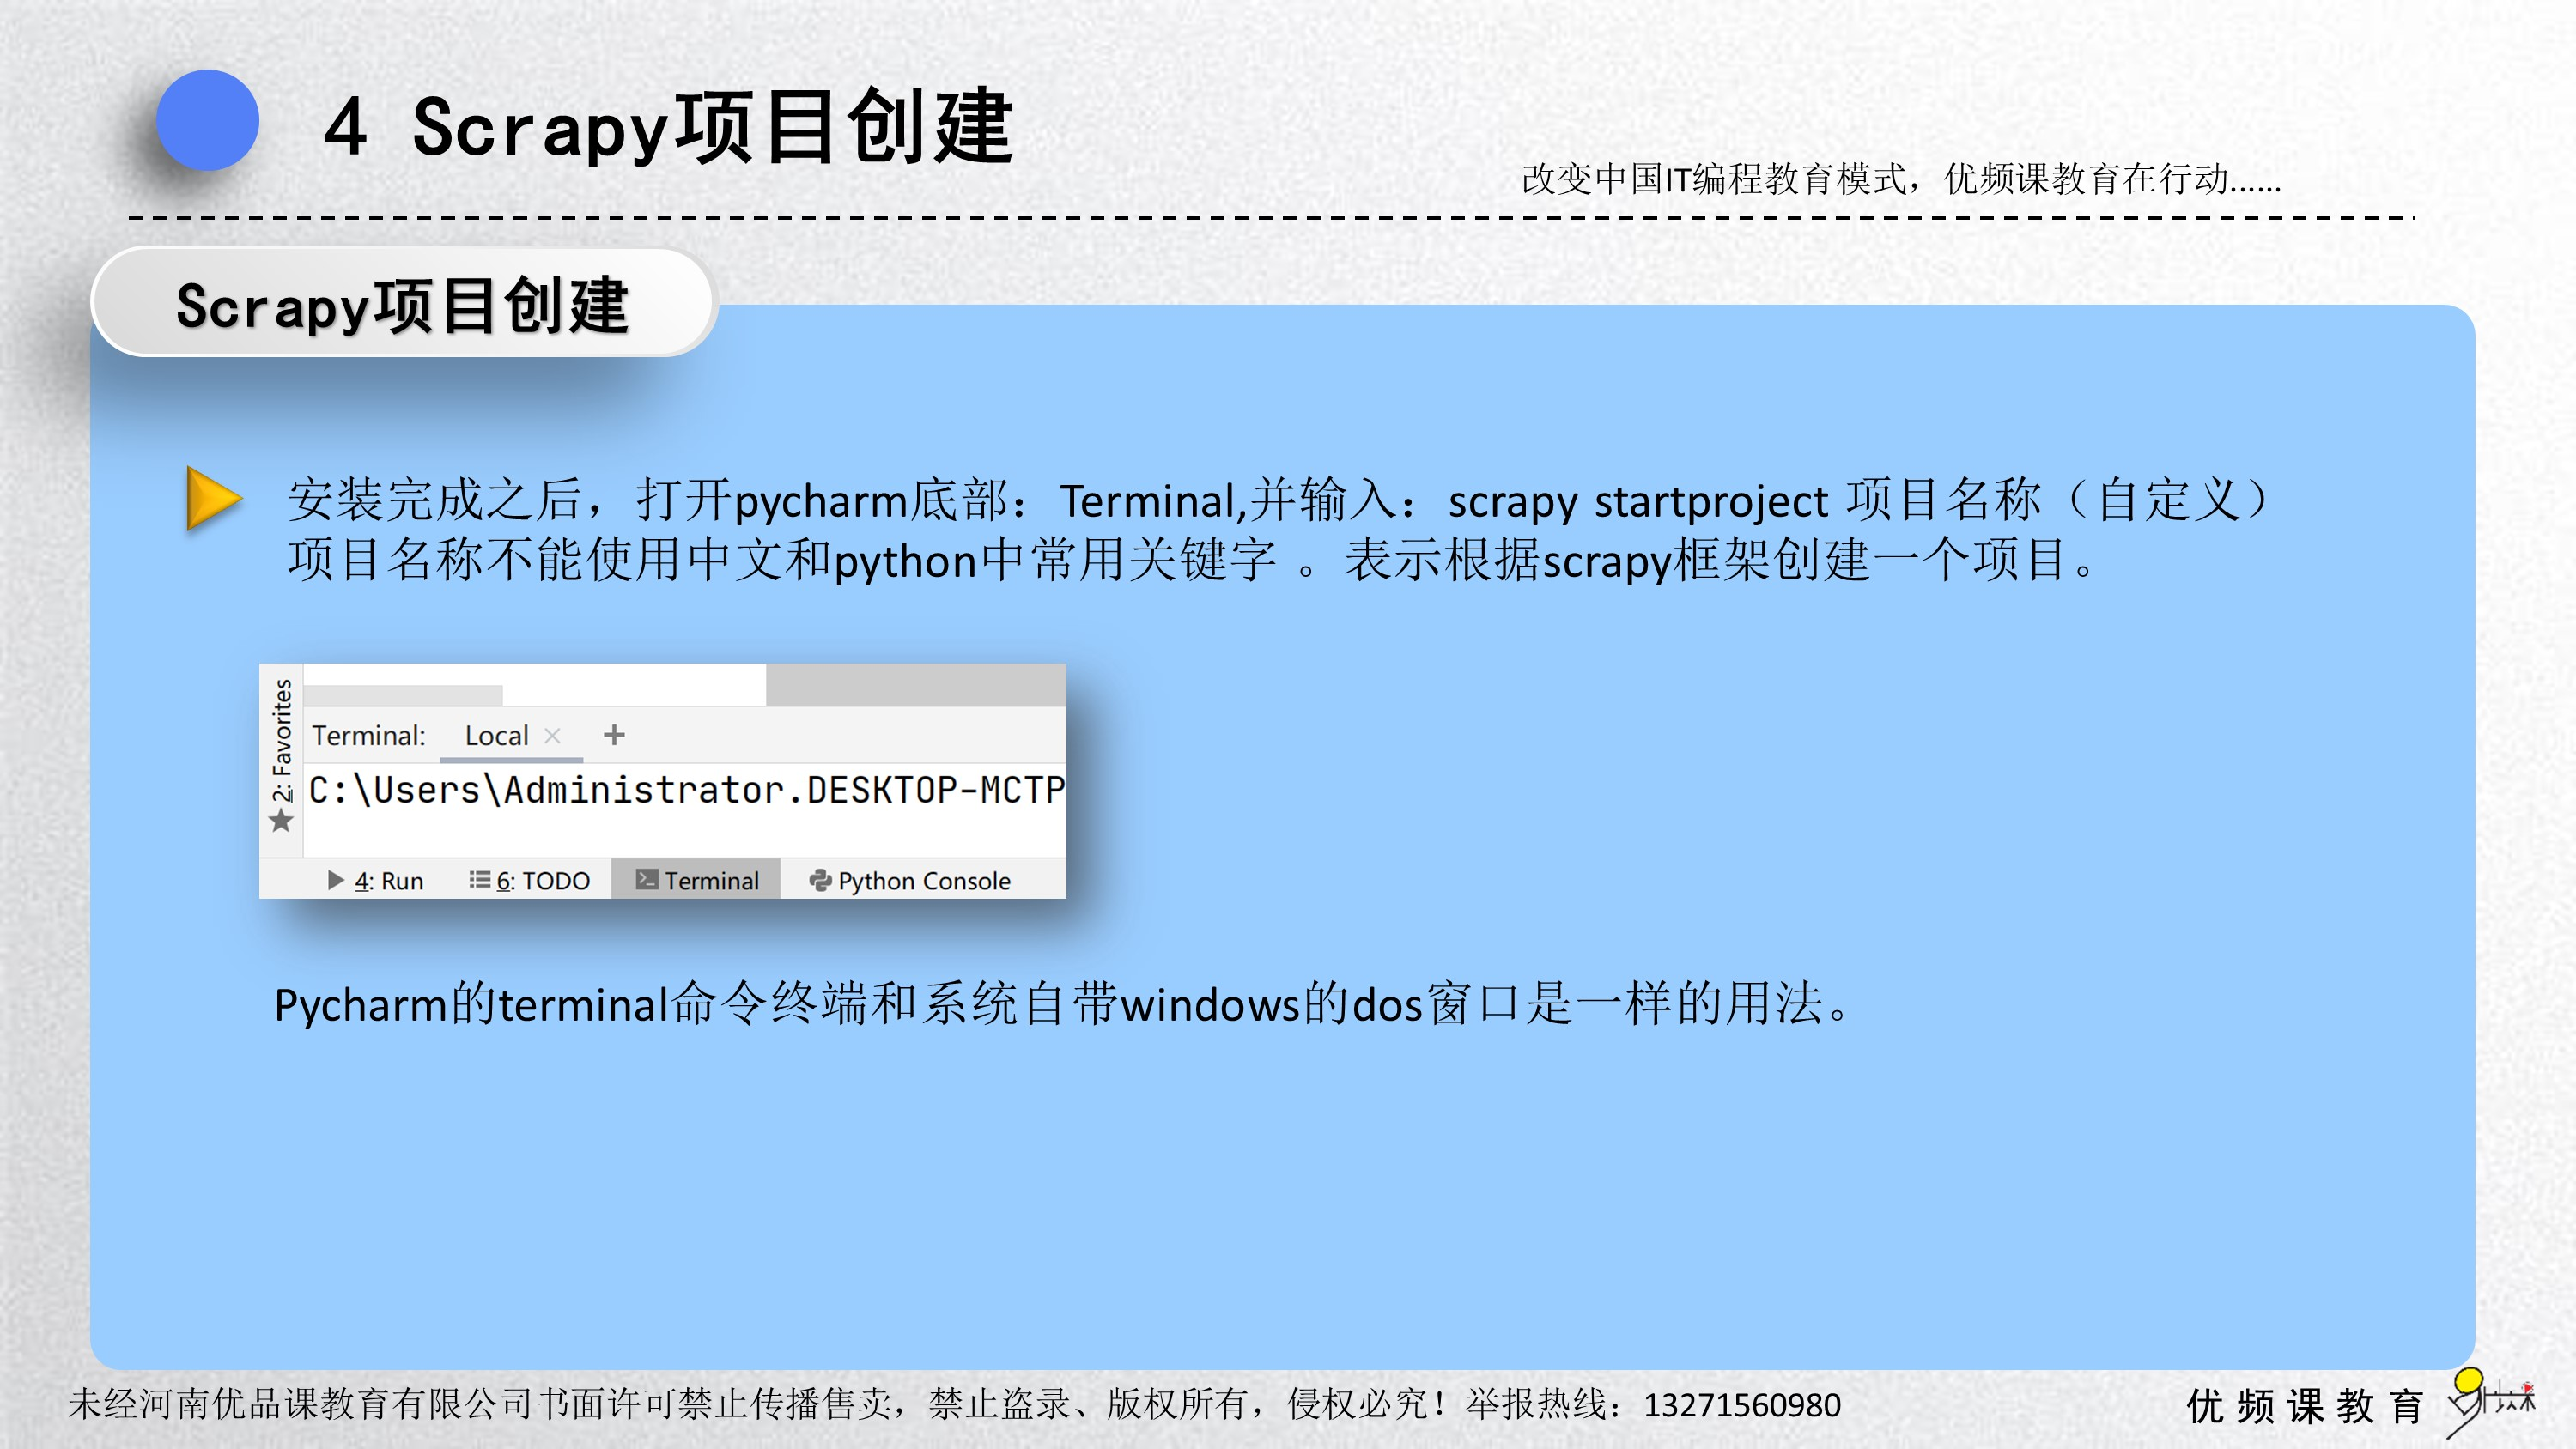 4 Scrapy项目创建
改变中国IT编程教育模式，优频课教育在行动......
Scrapy项目创建
安装完成之后，打开pycharm底部：Terminal,并输入：scrapy startproject 项目名称（自定义）
项目名称不能使用中文和python中常用关键字 。表示根据scrapy框架创建一个项目。
2: Favorites
Terminal: Local × +
C:\Users\Administrator.DESKTOP-MCTP
4: Run 6: TODO Terminal Python Console
Pycharm的terminal命令终端和系统自带windows的dos窗口是一样的用法。
未经河南优品课教育有限公司书面许可禁止传播售卖，禁止盗录、版权所有，侵权必究！举报热线：13271560980
优频课教育